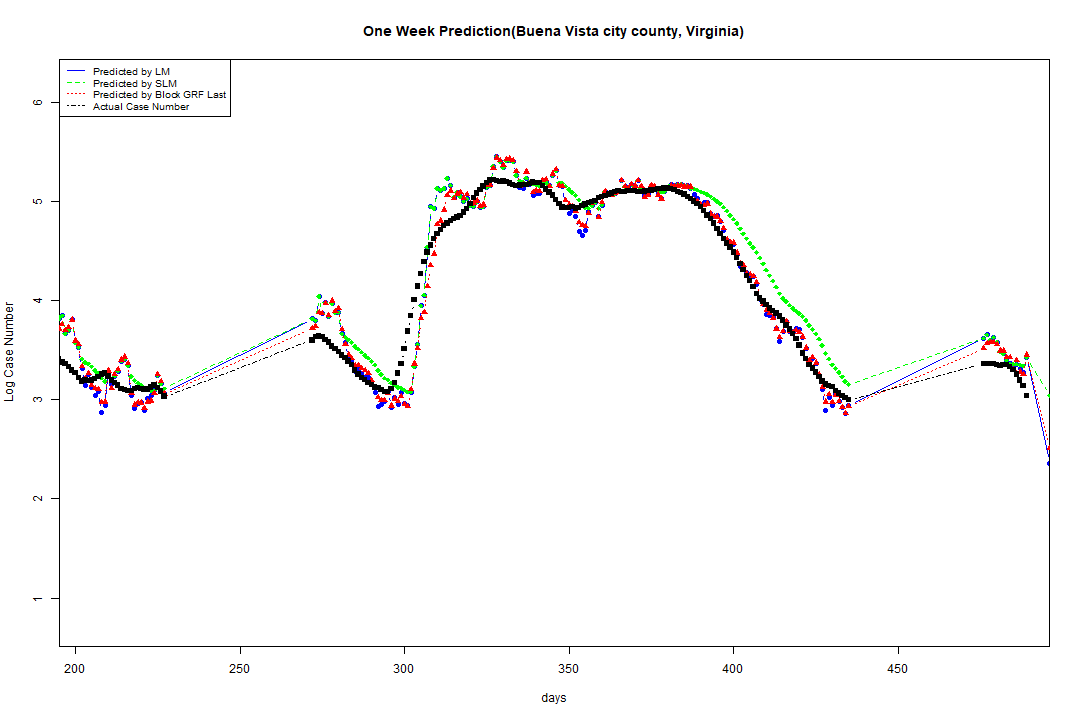 One Week Prediction(Buena Vista city county, Virginia)
Predicted by LM
Predicted by SLM
Predicted by Block GRF Last
Actual Case Number
6
5
4
3
2
1
Log Case Number
200 250 300 350 400 450
days